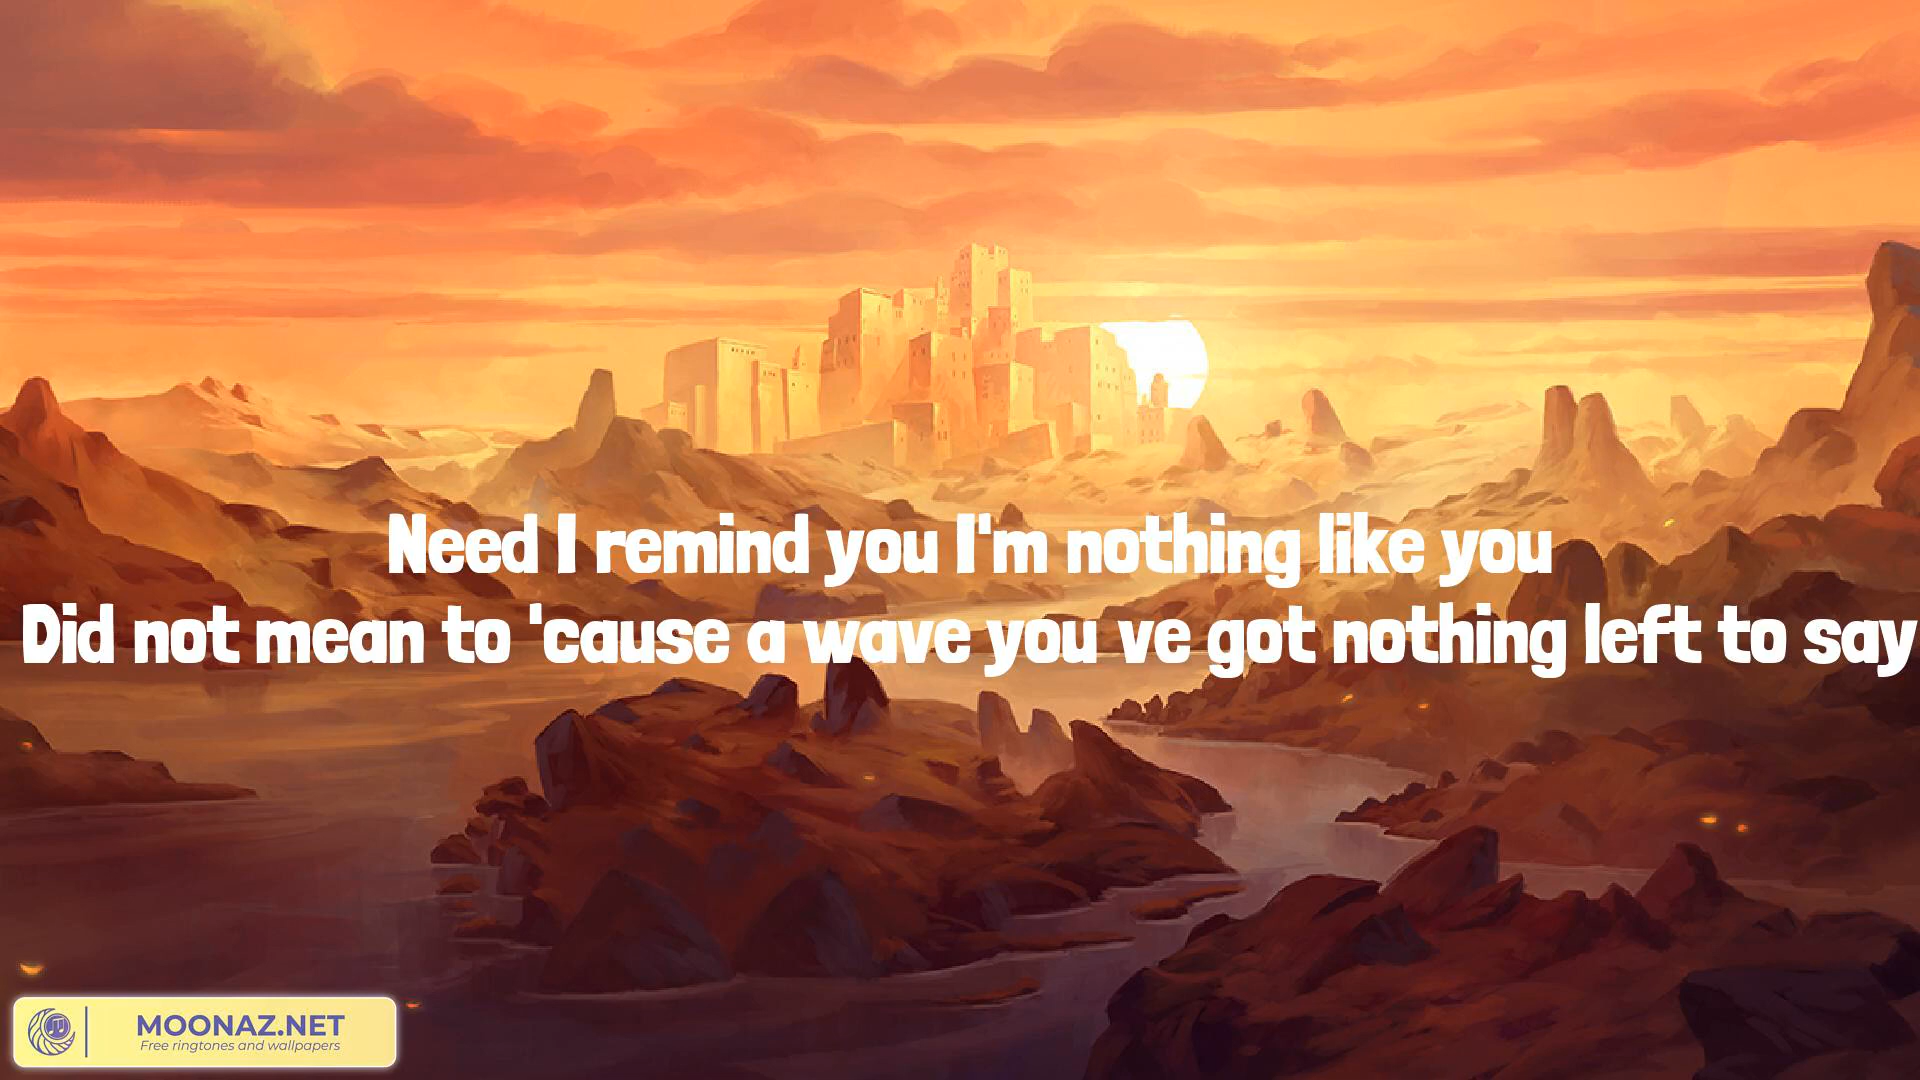 Need I remind you I'm nothing like you
Did not mean to 'cause a wave you ve got nothing left to say
MOONAZ.NET
Free ringtones and wallpapers